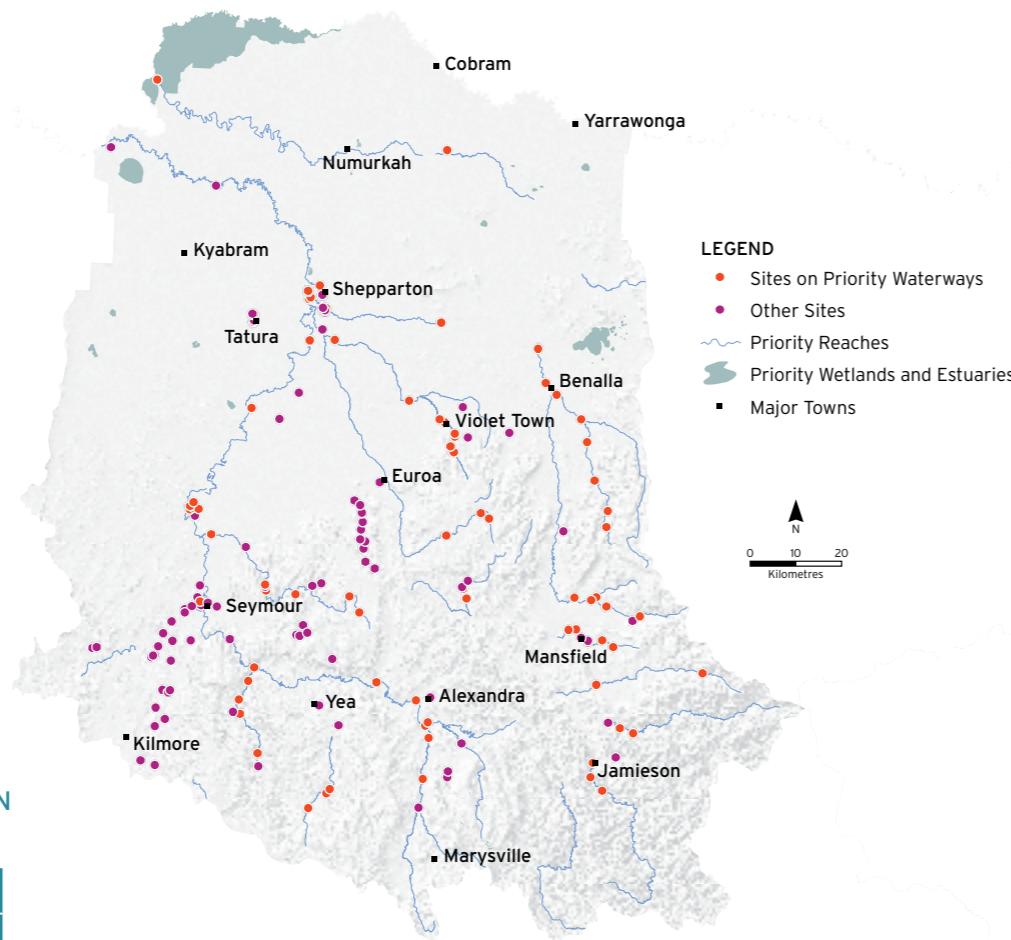 Cobram
Yarrawonga
Numurkah
Kyabram
Shepparton
Tatura
Benalla
Violet Town
Euroa
Seymour
Mansfield
Alexandra
Yea
Kilmore
Jamieson
Marysville
LEGEND
Sites on Priority Waterways
Other Sites
Priority Reaches
Priority Wetlands and Estuaries
Major Towns
N
0 10 20
Kilometres
N